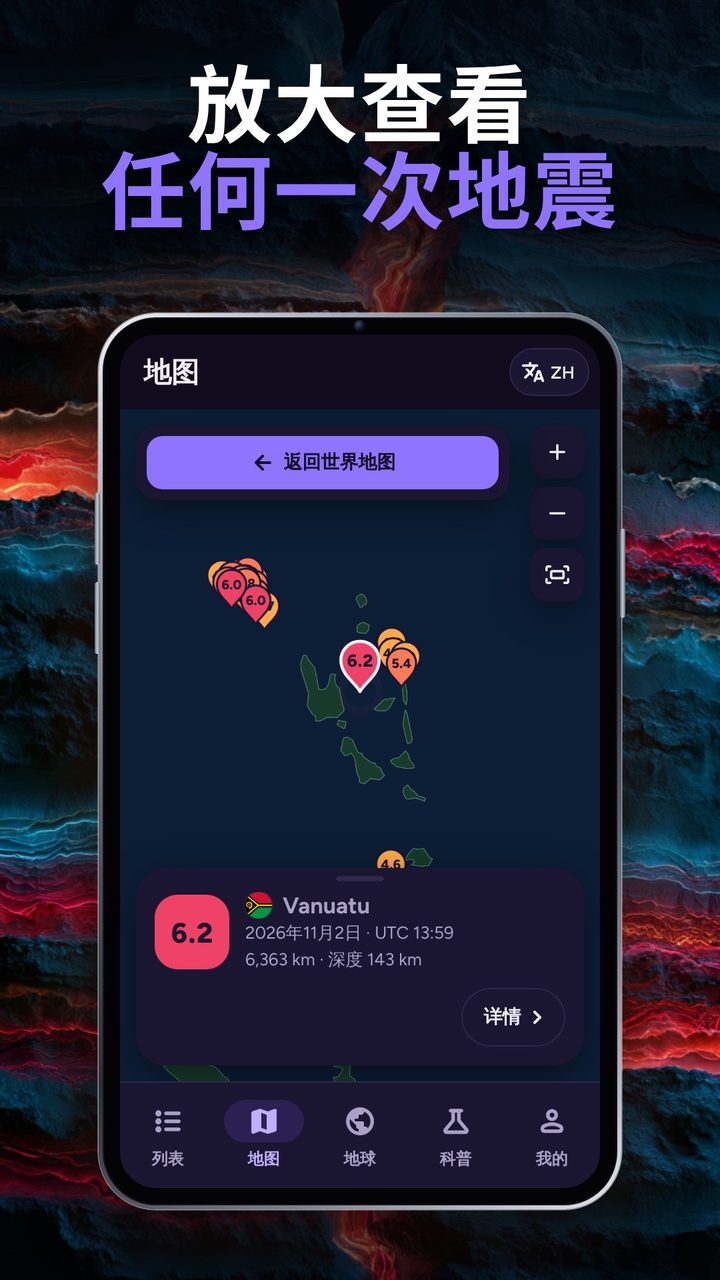 放大查看
任何一次地震
地图
ZH
返回世界地图
6.0
8
6.0
6.2
4
5.4
4.6
6.2
Vanuatu
2026年11月2日 · UTC 13:59
6,363 km · 深度 143 km
详情
列表
地图
地球
科普
我的